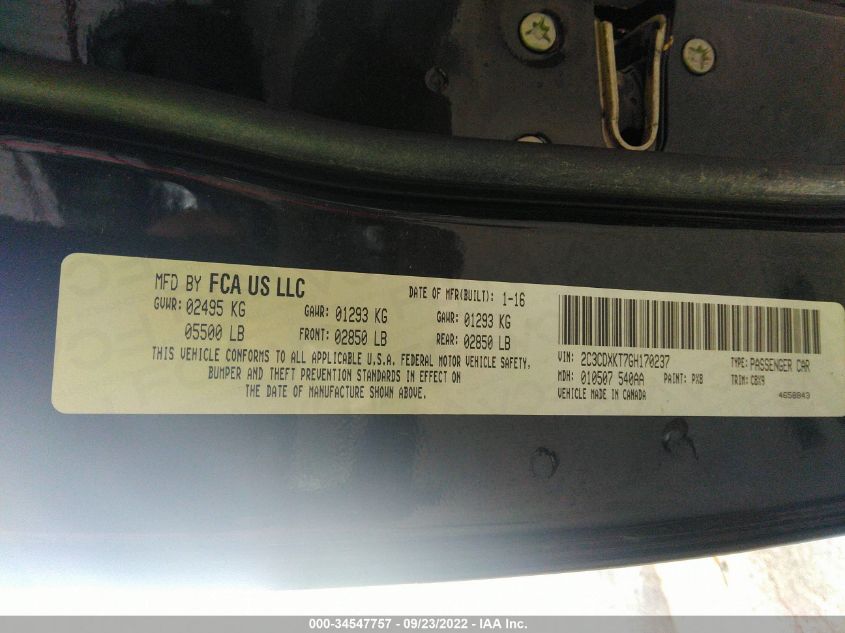 MFD BY FCA US LLC
DATE OF MFR(BUILT): 1-16
GVWR: 02495 KG GAWR: 01293 KG GAWR: 01293 KG
05500 LB FRONT: 02850 LB REAR: 02850 LB
THIS VEHICLE CONFORMS TO ALL APPLICABLE U.S.A. FEDERAL MOTOR VEHICLE SAFETY,
BUMPER AND THEFT PREVENTION STANDARDS IN EFFECT ON
THE DATE OF MANUFACTURE SHOWN ABOVE.
VIN: 2C3CDXKT7GH170237 TYPE: PASSENGER CAR
MDH: 010507 540AA PAINT: PX8 TRIM: CBX9
VEHICLE MADE IN CANADA 4658843
000-34547757 - 09/23/2022 - IAA Inc.